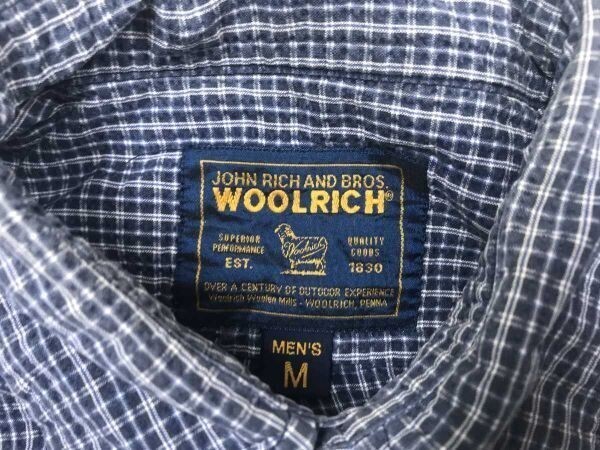 JOHN RICH AND BROS.
WOOLRICH®
SUPERIOR PERFORMANCE
Woolrich
QUALITY GOODS
EST.
1830
OVER A CENTURY OF OUTDOOR EXPERIENCE
Woolrich Woolen Mills - WOOLRICH, PENNA
MEN'S
M